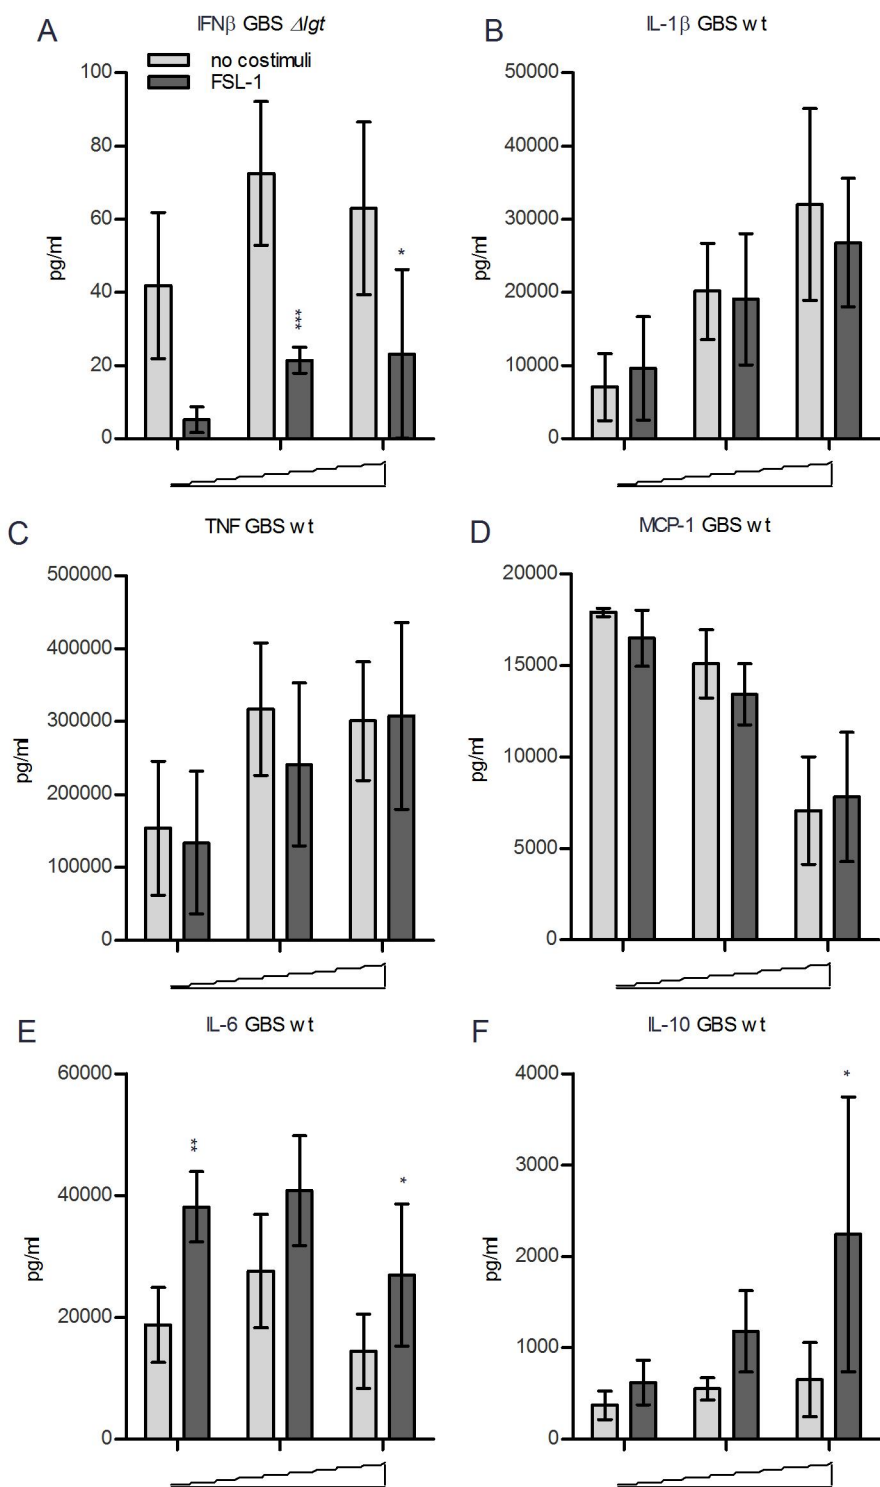 A
IFNβ GBS Δlgt
no costimuli
FSL-1
100
80
60
40
20
0
pg/ml
***
*
B
IL-1β GBS wt
50000
40000
30000
20000
10000
0
pg/ml
C
TNF GBS wt
500000
400000
300000
200000
100000
0
pg/ml
D
MCP-1 GBS wt
20000
15000
10000
5000
0
pg/ml
E
IL-6 GBS wt
60000
40000
20000
0
pg/ml
**
*
F
IL-10 GBS wt
4000
3000
2000
1000
0
pg/ml
*